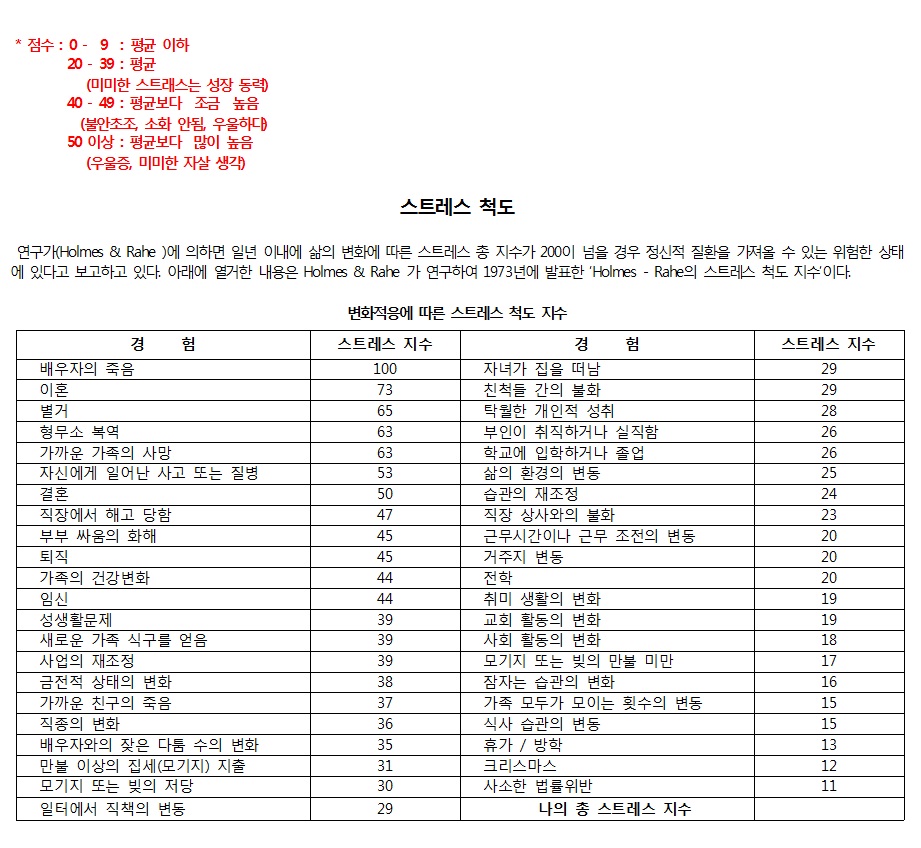 * 점수 : 0 - 9 : 평균 이하
20 - 39 : 평균
(미미한 스트래스는 성장 동력)
40 - 49 : 평균보다 조금 높음
(불안초조, 소화 안됨, 우울하다)
50 이상 : 평균보다 많이 높음
(우울증, 미미한 자살 생각)
스트레스 척도
연구가(Holmes & Rahe )에 의하면 일년 이내에 삶의 변화에 따른 스트레스 총 지수가 200이 넘을 경우 정신적 질환을 가져올 수 있는 위험한 상태
에 있다고 보고하고 있다. 아래에 열거한 내용은 Holmes & Rahe 가 연구하여 1973년에 발표한 'Holmes - Rahe의 스트레스 척도 지수'이다.
변화적응에 따른 스트레스 척도 지수
경 험 스트레스 지수 경 험 스트레스 지수
배우자의 죽음 100 자녀가 집을 떠남 29
이혼 73 친척들 간의 불화 29
별거 65 탁월한 개인적 성취 28
형무소 복역 63 부인이 취직하거나 실직함 26
가까운 가족의 사망 63 학교에 입학하거나 졸업 26
자신에게 일어난 사고 또는 질병 53 삶의 환경의 변동 25
결혼 50 습관의 재조정 24
직장에서 해고 당함 47 직장 상사와의 불화 23
부부 싸움의 화해 45 근무시간이나 근무 조전의 변동 20
퇴직 45 거주지 변동 20
가족의 건강변화 44 전학 20
임신 44 취미 생활의 변화 19
성생활문제 39 교회 활동의 변화 19
새로운 가족 식구를 얻음 39 사회 활동의 변화 18
사업의 재조정 39 모기지 또는 빚의 만불 미만 17
금전적 상태의 변화 38 잠자는 습관의 변화 16
가까운 친구의 죽음 37 가족 모두가 모이는 횟수의 변동 15
직종의 변화 36 식사 습관의 변동 15
배우자와의 잦은 다툼 수의 변화 35 휴가 / 방학 13
만불 이상의 집세(모기지) 지출 31 크리스마스 12
모기지 또는 빚의 저당 30 사소한 법률위반 11
일터에서 직책의 변동 29 나의 총 스트레스 지수